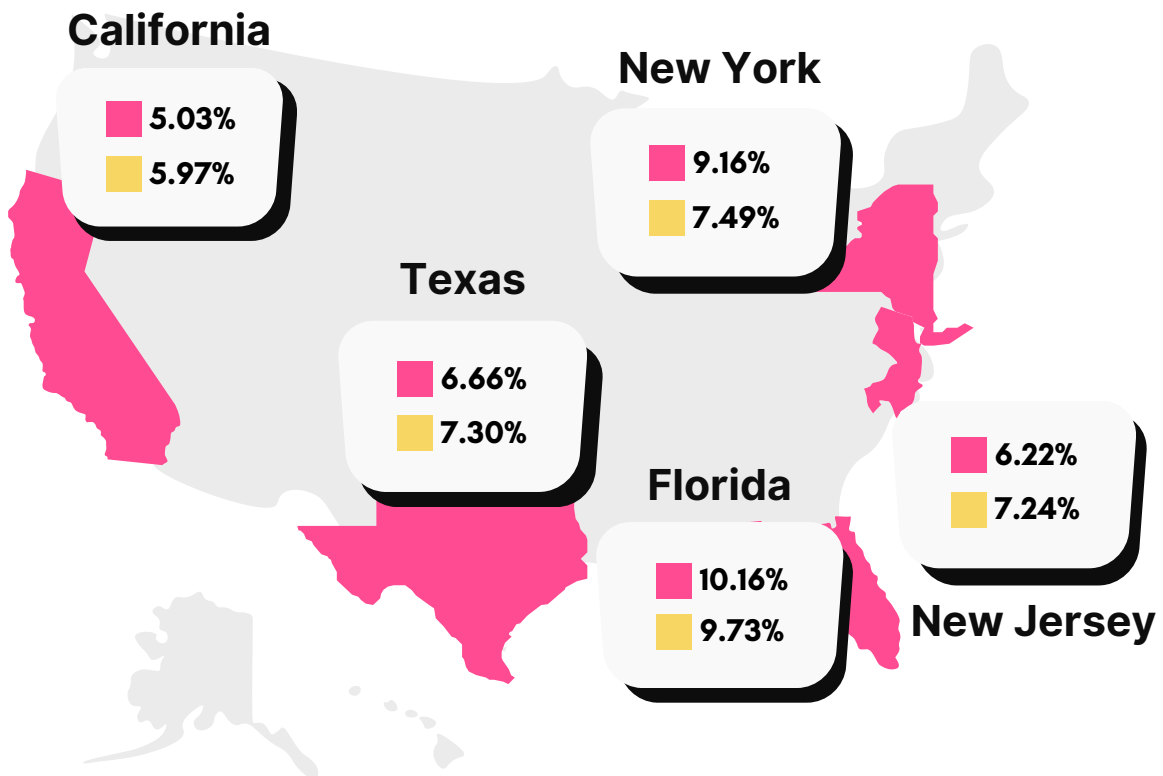 California
5.03%
5.97%
New York
9.16%
7.49%
Texas
6.66%
7.30%
Florida
10.16%
9.73%
6.22%
7.24%
New Jersey